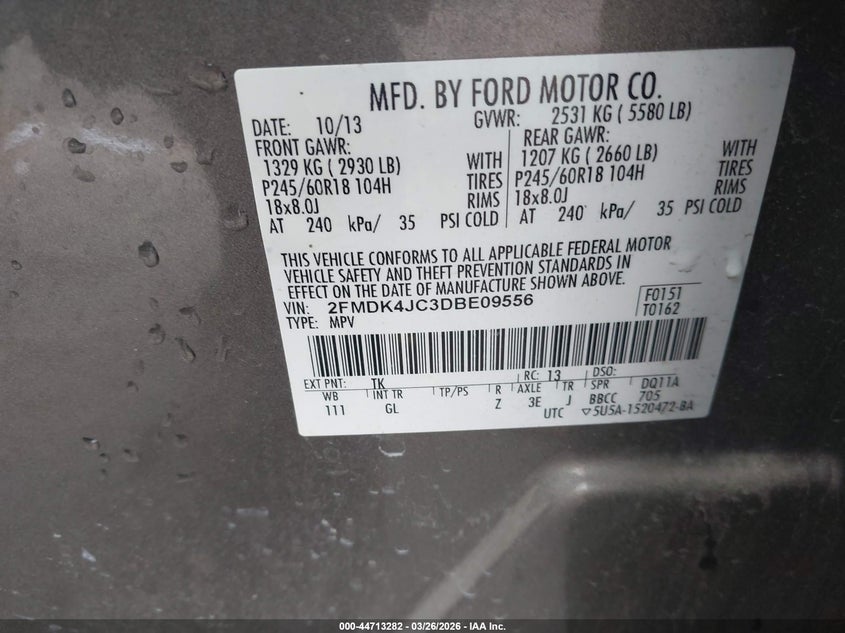 MFD. BY FORD MOTOR CO.
DATE: 10/13 GVWR: 2531 KG ( 5580 LB)
FRONT GAWR: REAR GAWR:
1329 KG ( 2930 LB) WITH 1207 KG ( 2660 LB) WITH
P245/60R18 104H TIRES P245/60R18 104H TIRES
18x8.0J RIMS 18x8.0J RIMS
AT 240 kPa/ 35 PSI COLD AT 240 kPa/ 35 PSI COLD
THIS VEHICLE CONFORMS TO ALL APPLICABLE FEDERAL MOTOR
VEHICLE SAFETY AND THEFT PREVENTION STANDARDS IN
EFFECT ON THE DATE OF MANUFACTURE SHOWN ABOVE.
VIN: 2FMDK4JC3DBE09556 F0151
TYPE: MPV T0162
EXT PNT: TK RC: 13 DSO:
WB INT TR TP/PS R AXLE TR SPR DQ11A
111 GL Z 3E J BBCC 705
UTC ▽5U5A-1520472-BA
000-44713282 - 03/26/2026 - IAA Inc.